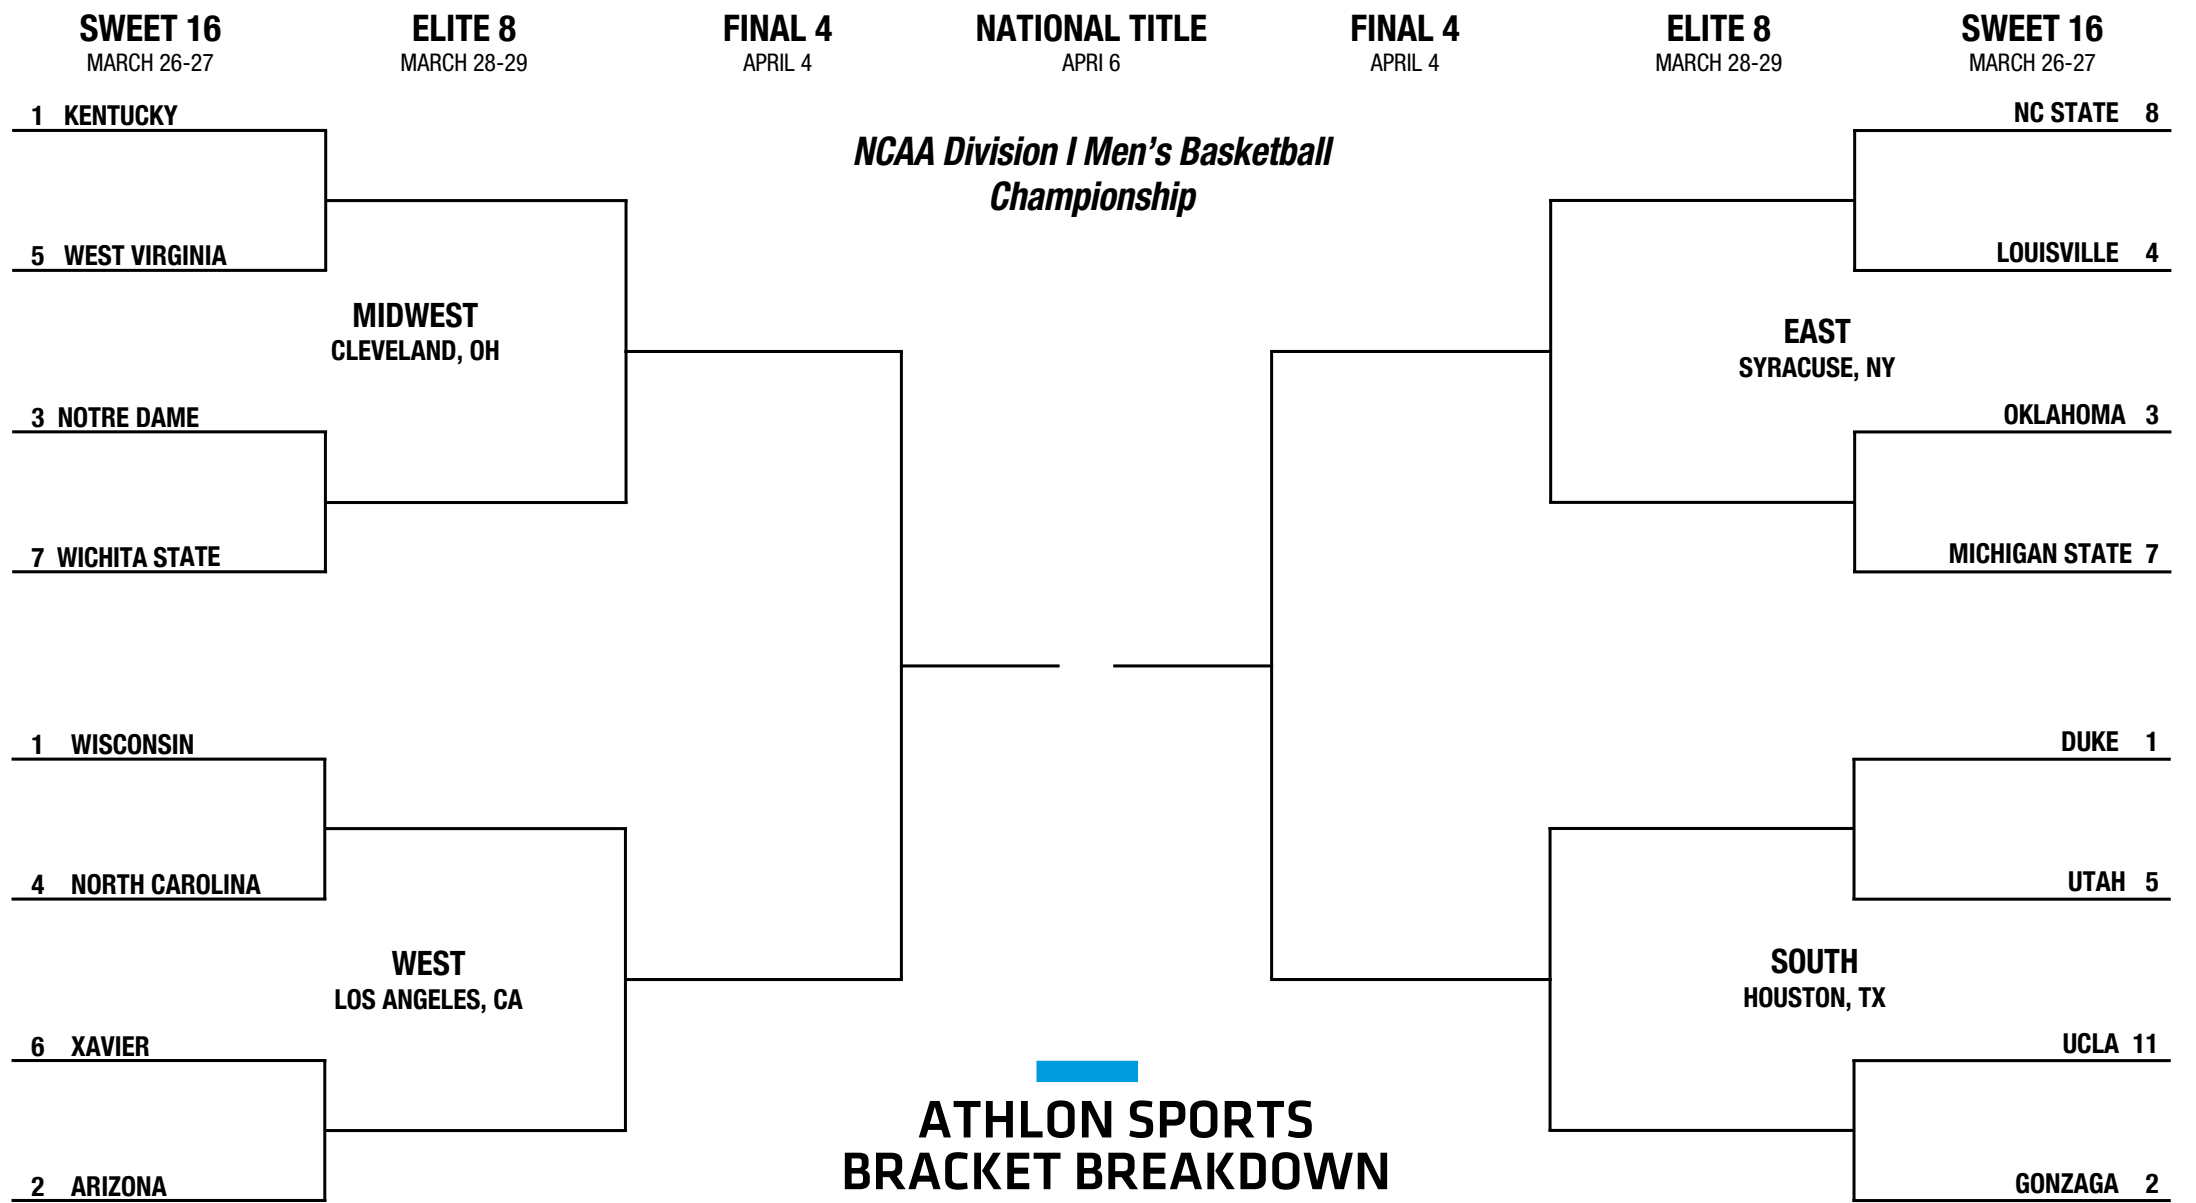 SWEET 16 ELITE 8 FINAL 4 NATIONAL TITLE FINAL 4 ELITE 8 SWEET 16
MARCH 26-27 MARCH 28-29 APRIL 4 APRI 6 APRIL 4 MARCH 28-29 MARCH 26-27
NCAA Division I Men's Basketball
Championship
1 KENTUCKY
5 WEST VIRGINIA
MIDWEST
CLEVELAND, OH
3 NOTRE DAME
7 WICHITA STATE
1 WISCONSIN
4 NORTH CAROLINA
WEST
LOS ANGELES, CA
6 XAVIER
2 ARIZONA
NC STATE 8
LOUISVILLE 4
EAST
SYRACUSE, NY
OKLAHOMA 3
MICHIGAN STATE 7
DUKE 1
UTAH 5
SOUTH
HOUSTON, TX
UCLA 11
GONZAGA 2
ATHLON SPORTS
BRACKET BREAKDOWN